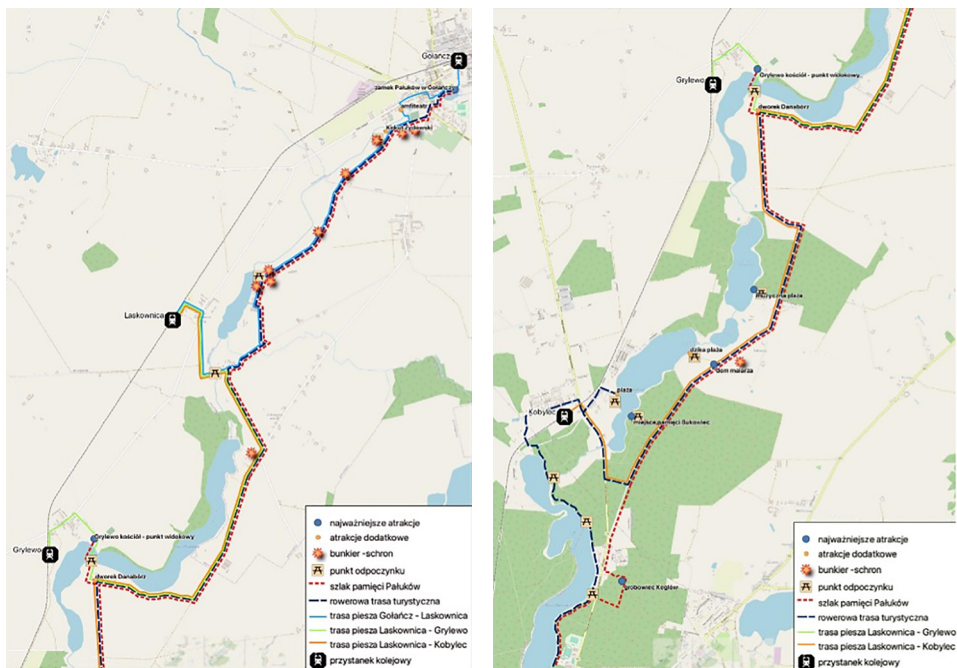 Gołańcz
zamek Pałuków w Gołańczy
amfiteatr
Laskownica
Grylewo
Grylewo kościół - punkt widokowy
dworek Danabórz
najważniejsze atrakcje
atrakcje dodatkowe
bunkier -schron
punkt odpoczynku
szlak pamięci Pałuków
rowerowa trasa turystyczna
trasa piesza Gołańcz - Laskownica
trasa piesza Laskownica - Grylewo
trasa piesza Laskownica - Kobylec
przystanek kolejowy
Grylewo
Grylewo kościół - punkt widokowy
dworek Danabórz
muzyczna plaża
dzika plaża
dom malarza
plaża
Kobylec
miejsce pamięci Bukowiec
grobowiec Keglów
najważniejsze atrakcje
atrakcje dodatkowe
bunkier -schron
punkt odpoczynku
szlak pamięci Pałuków
rowerowa trasa turystyczna
trasa piesza Laskownica - Grylewo
trasa piesza Laskownica - Kobylec
przystanek kolejowy